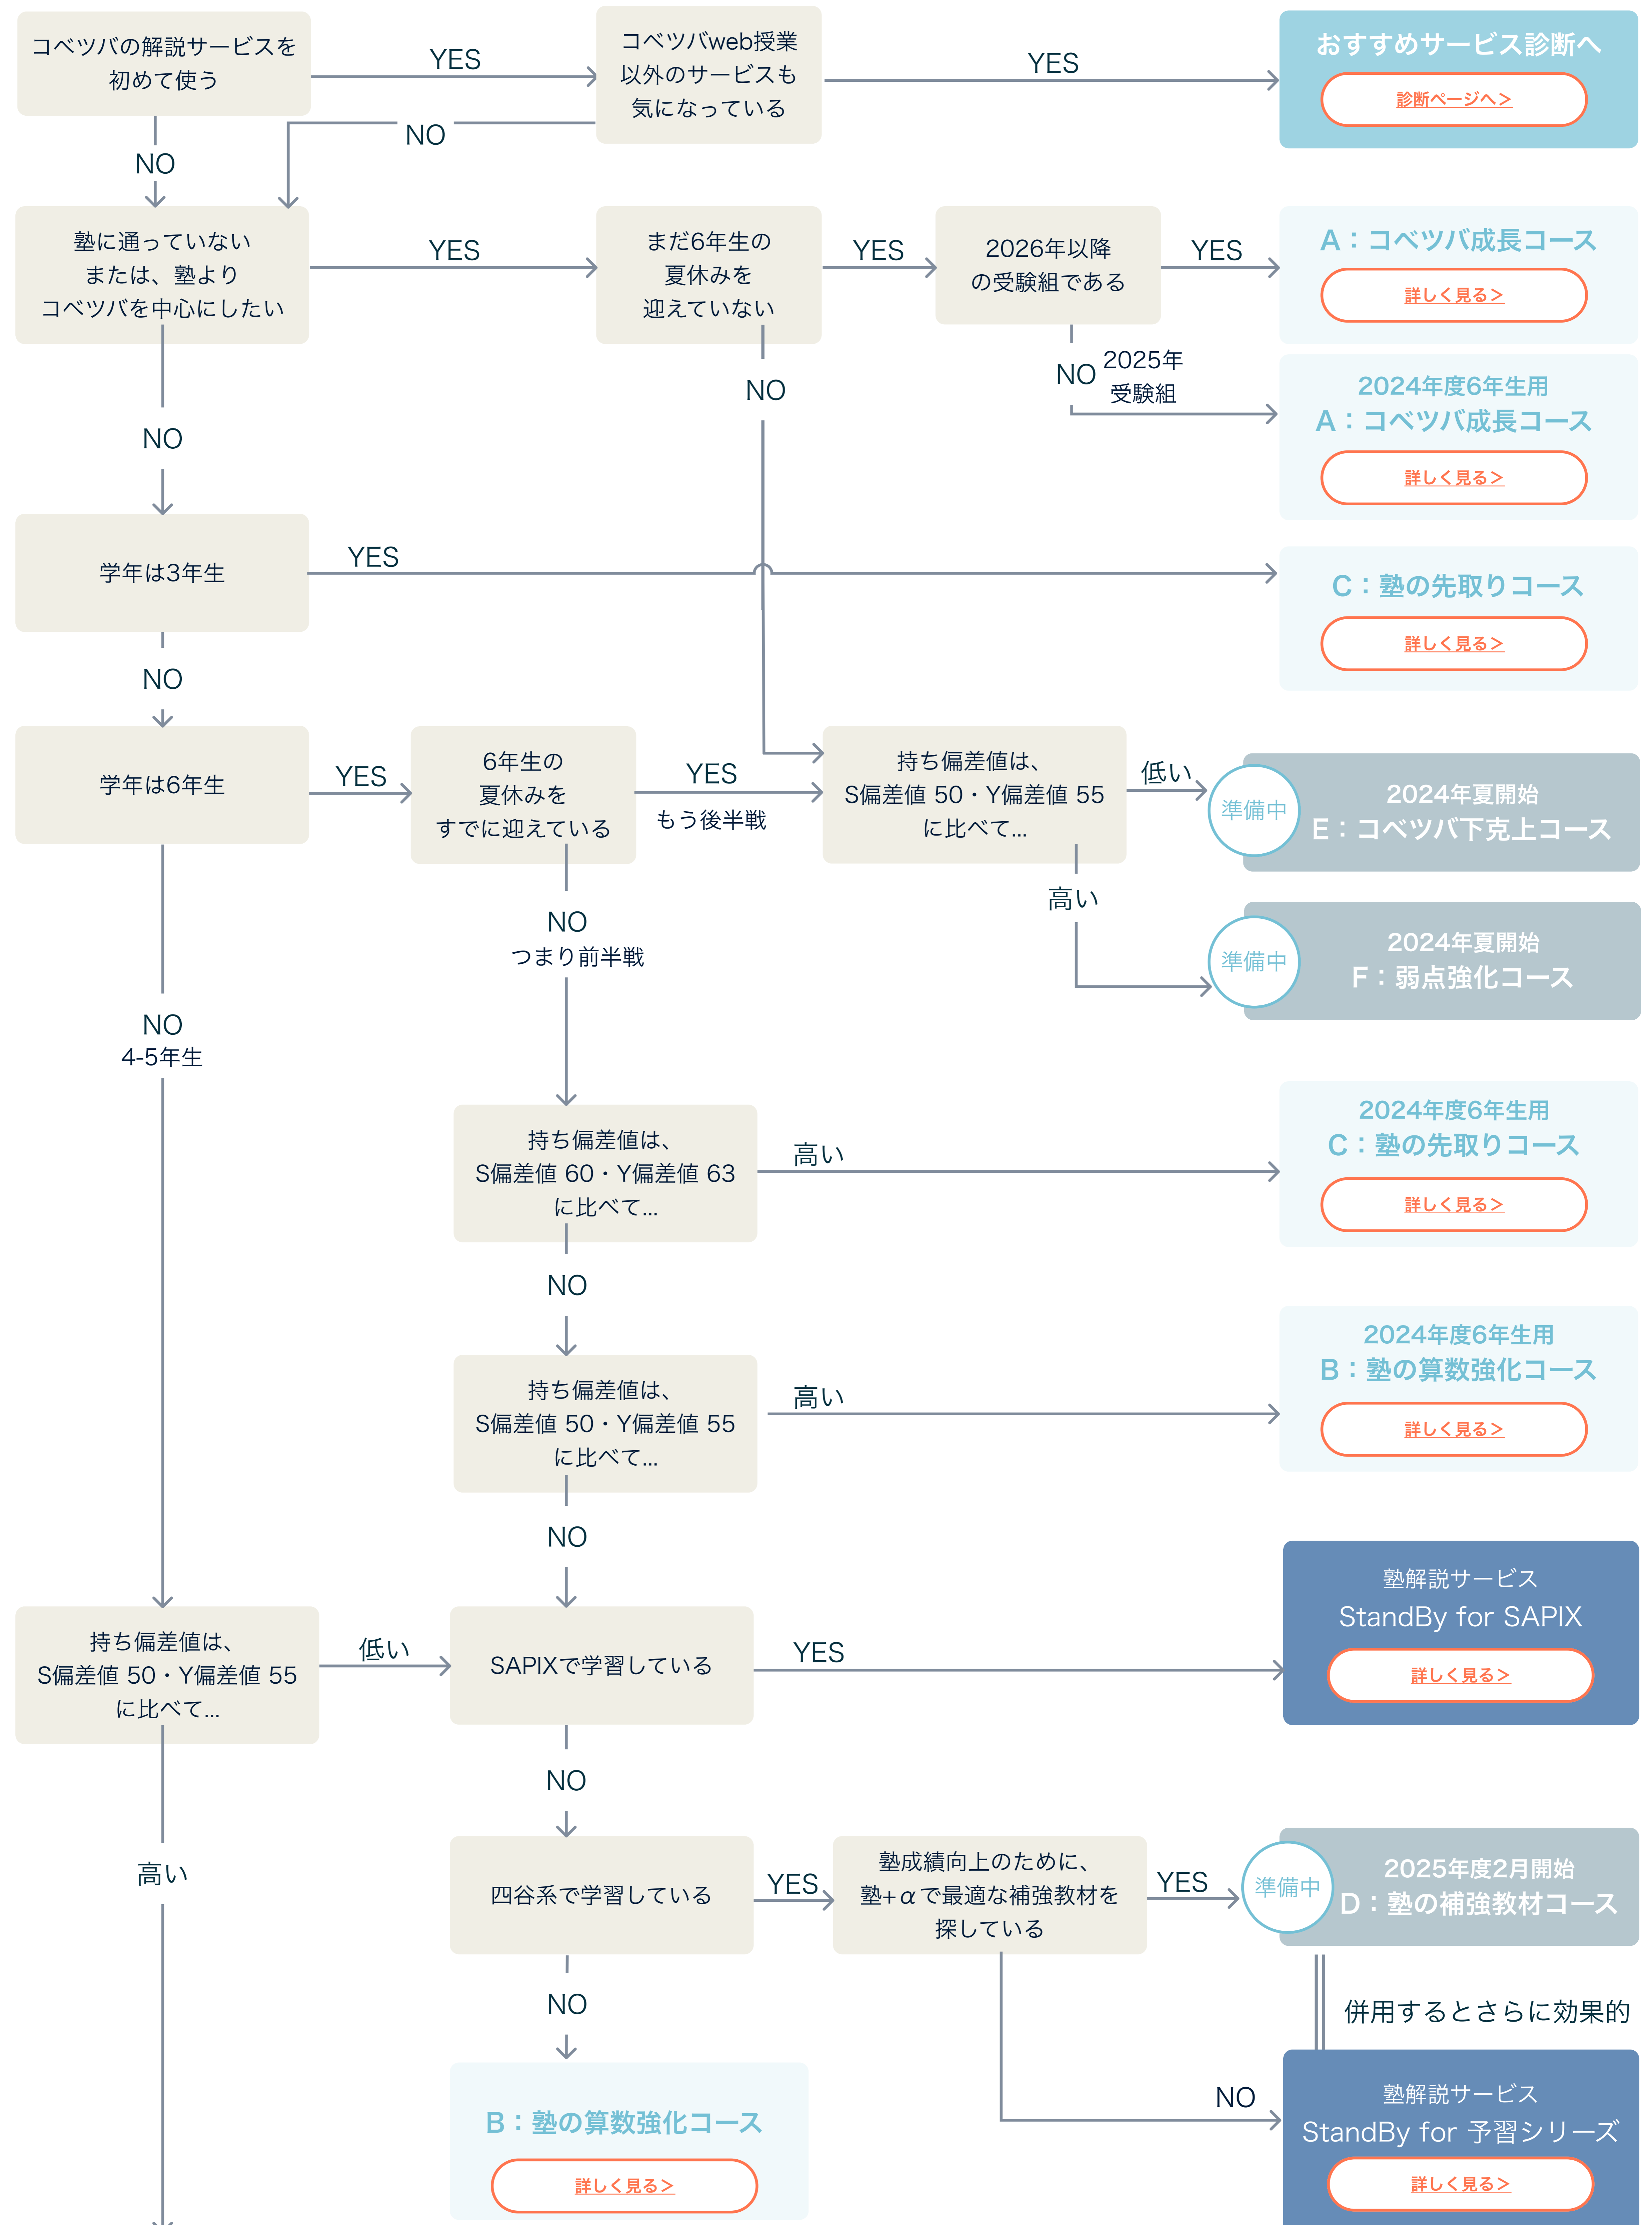 コベツバの解説サービスを
初めて使う
YES
コベツバweb授業
以外のサービスも
気になっている
YES
おすすめサービス診断へ
診断ページへ＞
NO
NO
塾に通っていない
または、塾より
コベツバを中心にしたい
YES
まだ6年生の
夏休みを
迎えていない
YES
2026年以降
の受験組である
YES
A：コベツバ成長コース
詳しく見る＞
NO
NO
2025年
受験組
2024年度6年生用
A：コベツバ成長コース
詳しく見る＞
NO
学年は3年生
YES
C：塾の先取りコース
詳しく見る＞
NO
学年は6年生
YES
6年生の
夏休みを
すでに迎えている
YES
もう後半戦
持ち偏差値は、
S偏差値 50・Y偏差値 55
に比べて...
低い
準備中
2024年夏開始
E：コベツバ下克上コース
高い
準備中
2024年夏開始
F：弱点強化コース
NO
つまり前半戦
NO
4-5年生
持ち偏差値は、
S偏差値 60・Y偏差値 63
に比べて...
高い
2024年度6年生用
C：塾の先取りコース
詳しく見る＞
NO
持ち偏差値は、
S偏差値 50・Y偏差値 55
に比べて...
高い
2024年度6年生用
B：塾の算数強化コース
詳しく見る＞
NO
持ち偏差値は、
S偏差値 50・Y偏差値 55
に比べて...
低い
SAPIXで学習している
YES
塾解説サービス
StandBy for SAPIX
詳しく見る＞
NO
高い
四谷系で学習している
YES
塾成績向上のために、
塾+αで最適な補強教材を
探している
YES
準備中
2025年度2月開始
D：塾の補強教材コース
NO
併用するとさらに効果的
B：塾の算数強化コース
詳しく見る＞
NO
塾解説サービス
StandBy for 予習シリーズ
詳しく見る＞